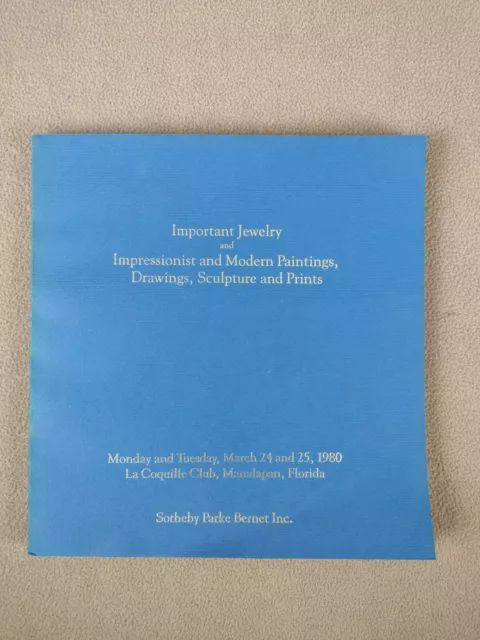 Important Jewelry
and
Impressionist and Modern Paintings,
Drawings, Sculpture and Prints
Monday and Tuesday, March 24 and 25, 1980
La Coquille Club, Manalapan, Florida
Sotheby Parke Bernet Inc.